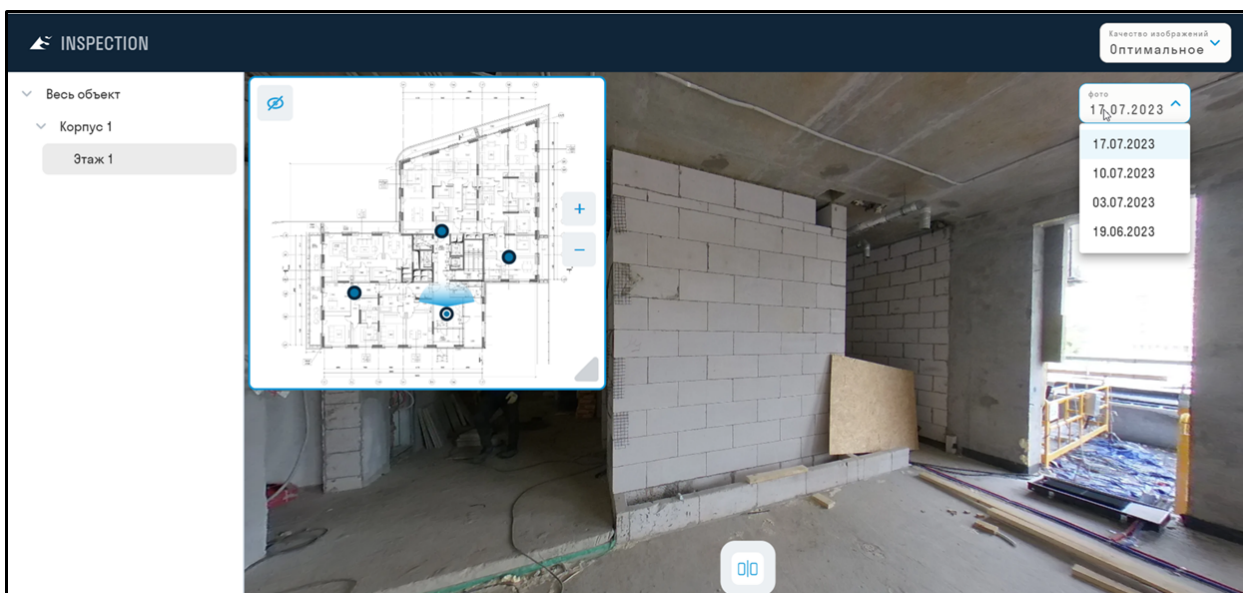 INSPECTION
Качество изображений
Оптимальное
Весь объект
Корпус 1
Этаж 1
фото
17.07.2023
17.07.2023
10.07.2023
03.07.2023
19.06.2023